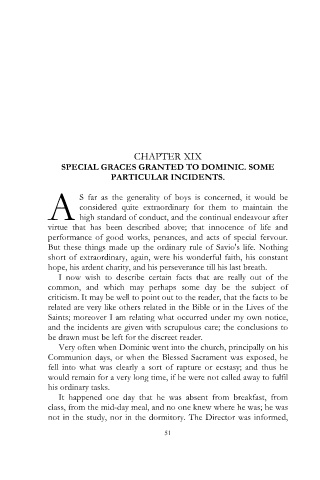 CHAPTER XIX
SPECIAL GRACES GRANTED TO DOMINIC. SOME
PARTICULAR INCIDENTS.
AS far as the generality of boys is concerned, it would be
considered quite extraordinary for them to maintain the
high standard of conduct, and the continual endeavour after
virtue that has been described above; that innocence of life and
performance of good works, penances, and acts of special fervour.
But these things made up the ordinary rule of Savio's life. Nothing
short of extraordinary, again, were his wonderful faith, his constant
hope, his ardent charity, and his perseverance till his last breath.
I now wish to describe certain facts that are really out of the
common, and which may perhaps some day be the subject of
criticism. It may be well to point out to the reader, that the facts to be
related are very like others related in the Bible or in the Lives of the
Saints; moreover I am relating what occurred under my own notice,
and the incidents are given with scrupulous care; the conclusions to
be drawn must be left for the discreet reader.
Very often when Dominic went into the church, principally on his
Communion days, or when the Blessed Sacrament was exposed, he
fell into what was clearly a sort of rapture or ecstasy; and thus he
would remain for a very long time, if he were not called away to fulfil
his ordinary tasks.
It happened one day that he was absent from breakfast, from
class, from the mid-day meal, and no one knew where he was; he was
not in the study, nor in the dormitory. The Director was informed,
81